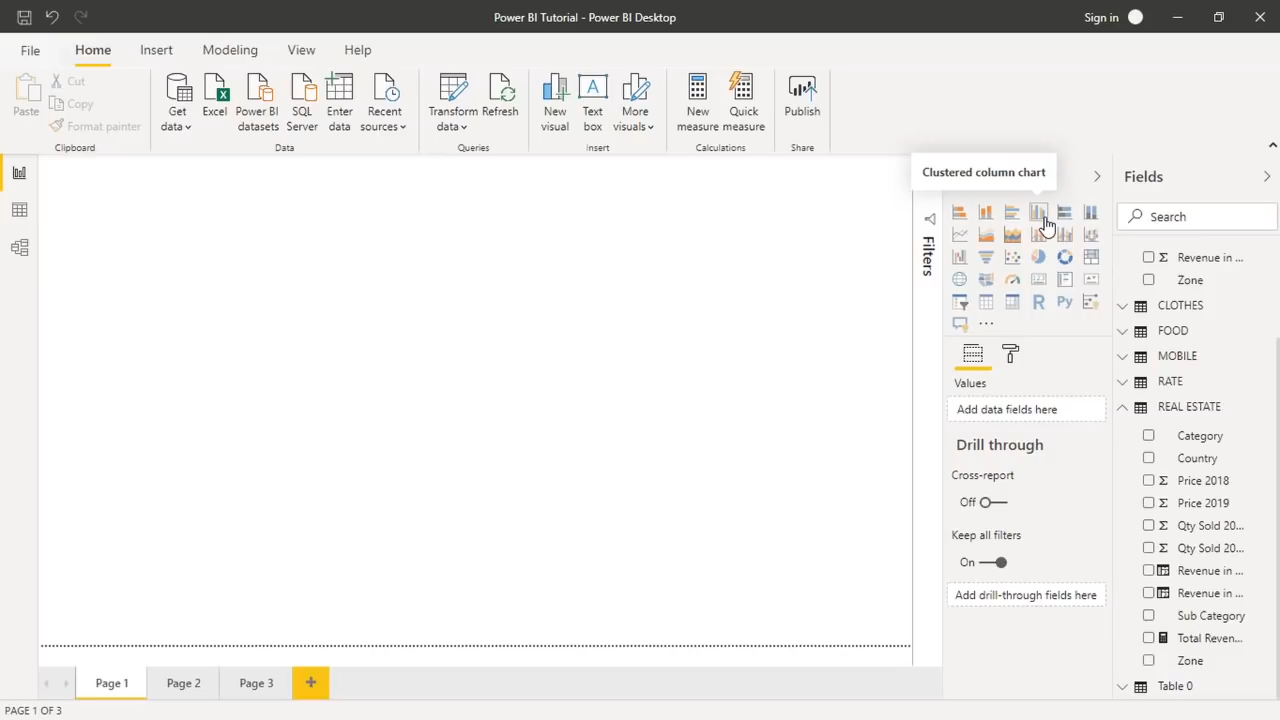 Power BI Tutorial - Power BI Desktop
Sign in
File
Home
Insert
Modeling
View
Help
Paste
Cut
Copy
Format painter
Clipboard
Get data
Excel
Power BI datasets
SQL Server
Enter data
Recent sources
Data
Transform data
Refresh
Queries
New visual
A
Text box
More visuals
Insert
New measure
Quick measure
Calculations
Publish
Share
Clustered column chart
Filters
R
Py
Values
Add data fields here
Drill through
Cross-report
Off
Keep all filters
On
Add drill-through fields here
Fields
Search
Σ Revenue in ...
Zone
CLOTHES
FOOD
MOBILE
RATE
REAL ESTATE
Category
Country
Σ Price 2018
Σ Price 2019
Σ Qty Sold 20...
Σ Qty Sold 20...
Revenue in ...
Revenue in ...
Sub Category
Total Reven...
Zone
Table 0
Page 1
Page 2
Page 3
+
PAGE 1 OF 3